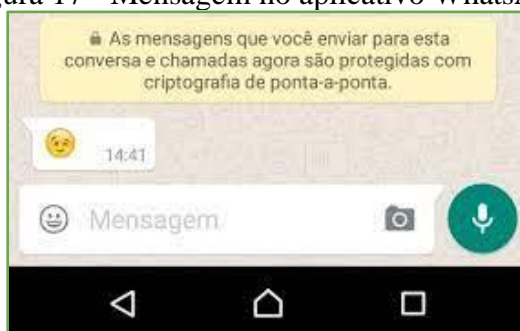 As mensagens que você enviar para esta
conversa e chamadas agora são protegidas com
criptografia de ponta-a-ponta.
14:41
Mensagem